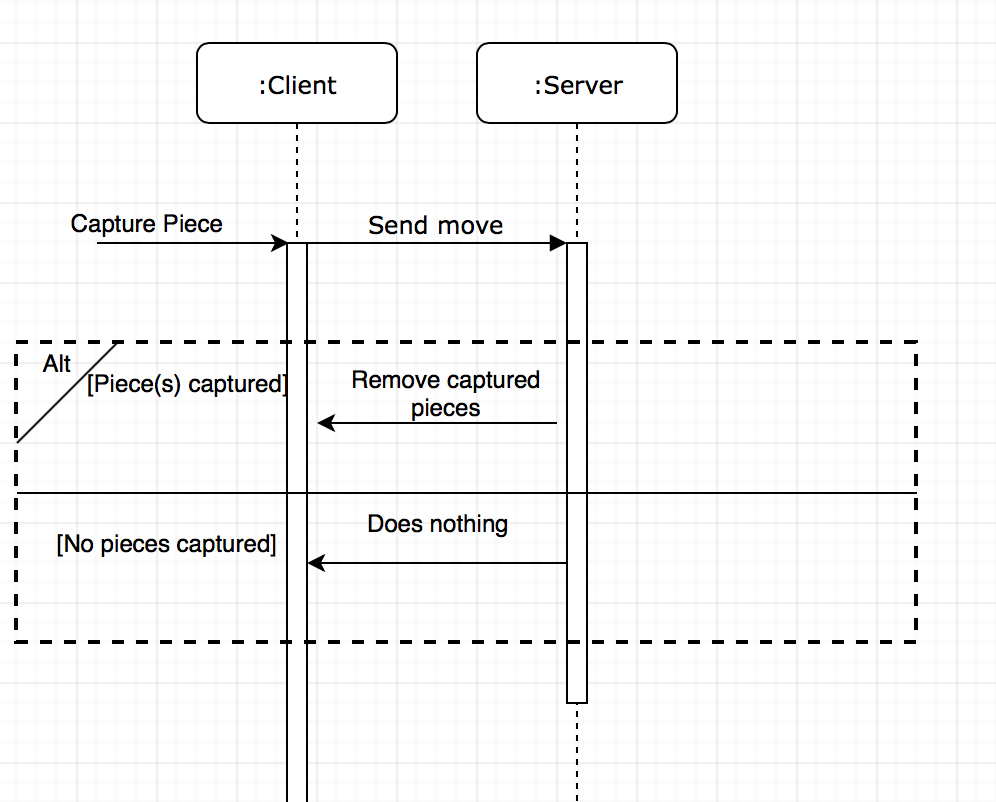 :Client
:Server
Capture Piece
Send move
Alt
[Piece(s) captured]
Remove captured
pieces
Does nothing
[No pieces captured]